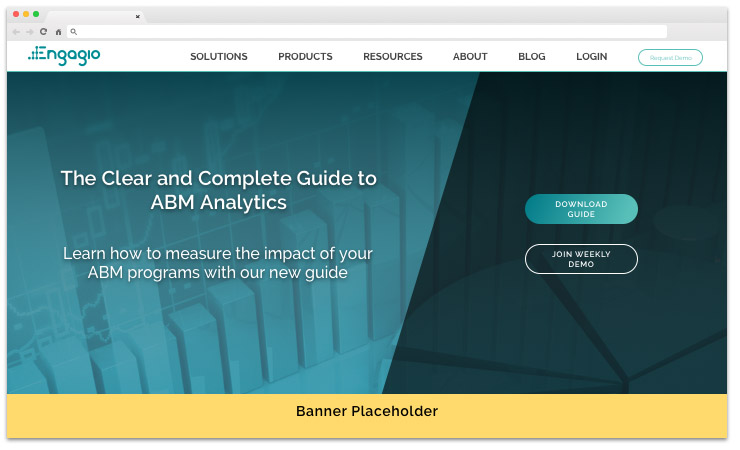 Engagio
SOLUTIONS PRODUCTS RESOURCES ABOUT BLOG LOGIN Request Demo
The Clear and Complete Guide to
ABM Analytics
Learn how to measure the impact of your
ABM programs with our new guide
DOWNLOAD
GUIDE
JOIN WEEKLY
DEMO
Banner Placeholder